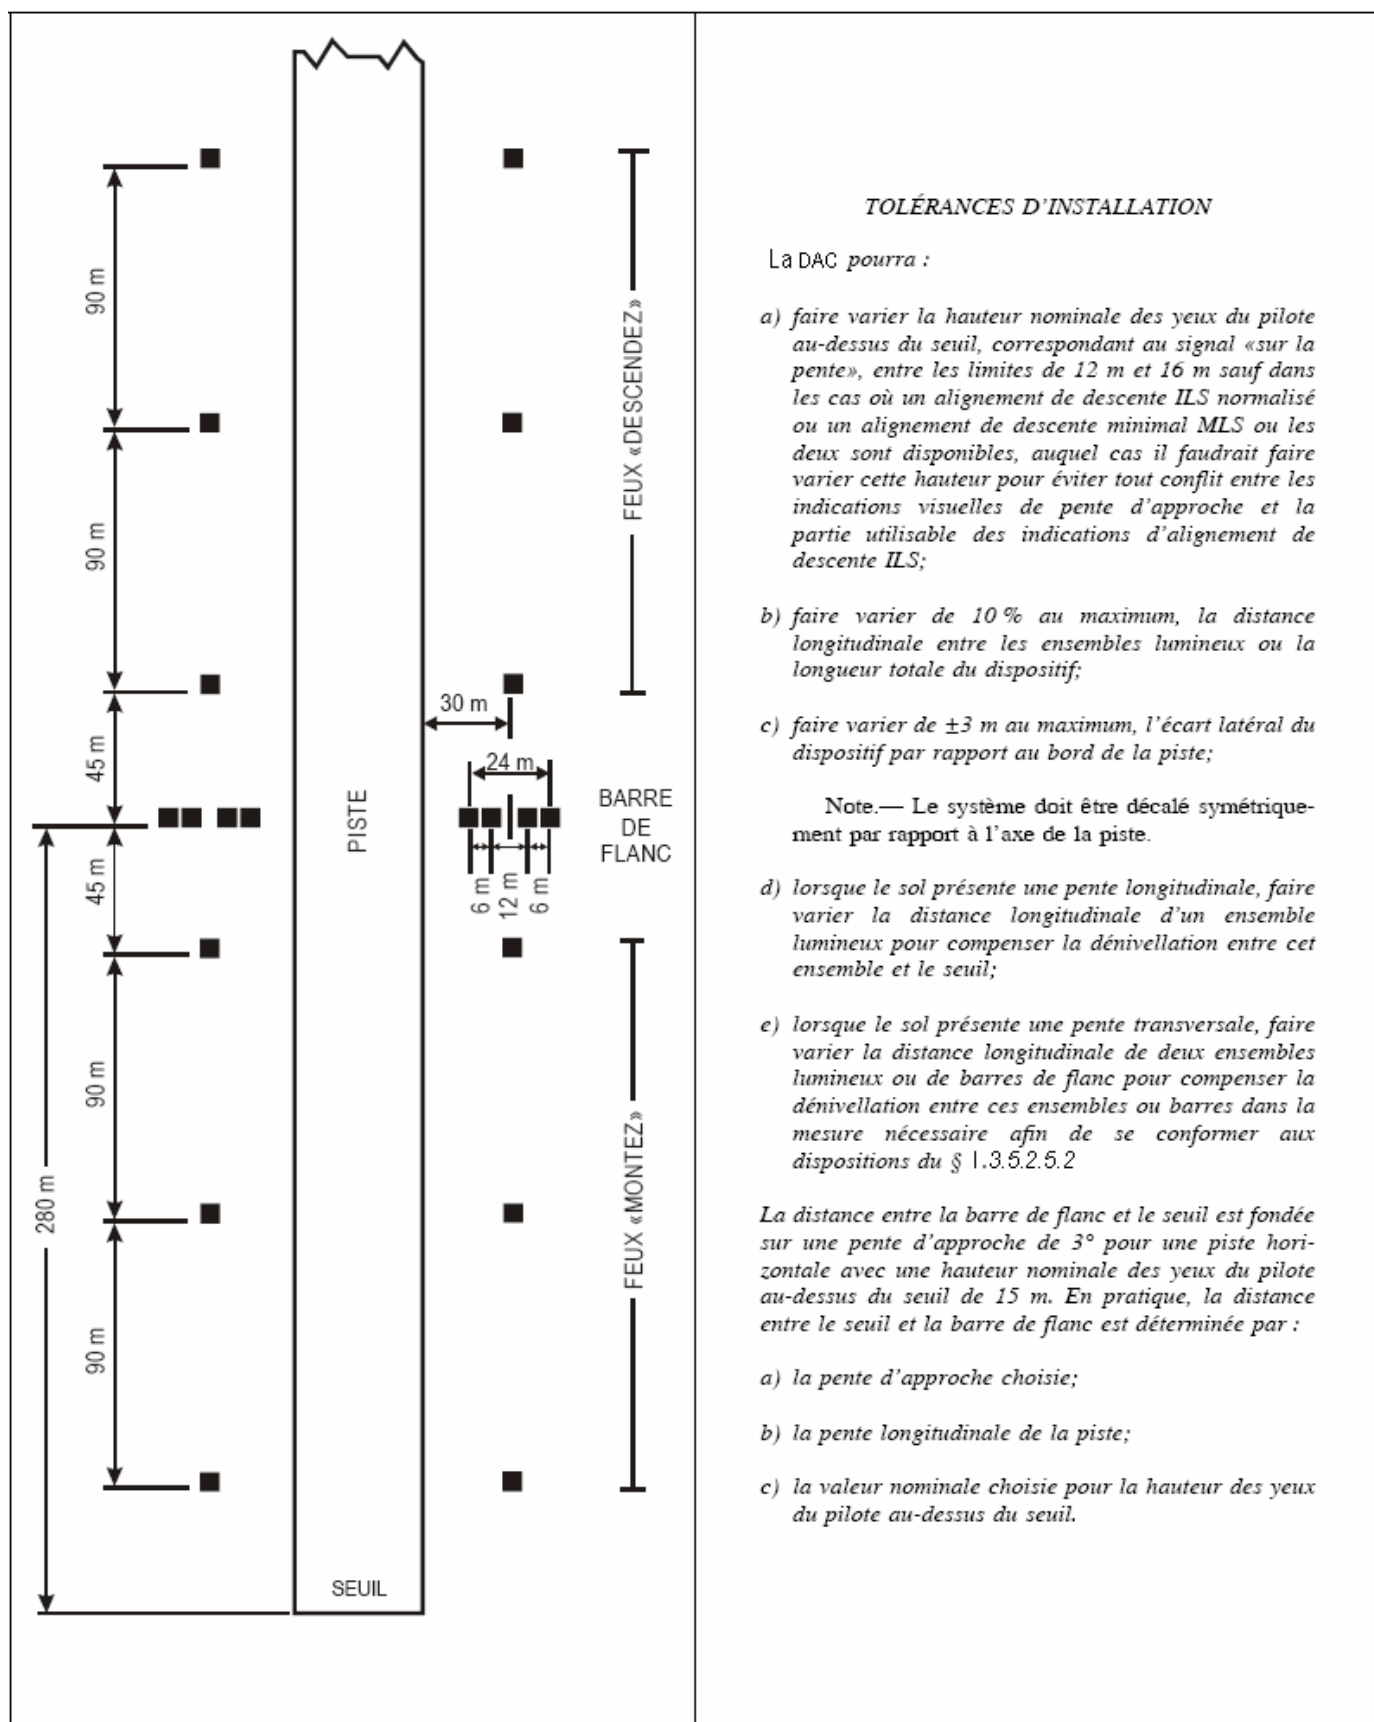 90 m
90 m
45 m
45 m
90 m
90 m
280 m
PISTE
SEUIL
30 m
24 m
6 m
12 m
6 m
FEUX «DESCENDEZ»
BARRE
DE
FLANC
FEUX «MONTEZ»
TOLÉRANCES D'INSTALLATION
La DAC pourra :
a) faire varier la hauteur nominale des yeux du pilote
au-dessus du seuil, correspondant au signal «sur la
pente», entre les limites de 12 m et 16 m sauf dans
les cas où un alignement de descente ILS normalisé
ou un alignement de descente minimal MLS ou les
deux sont disponibles, auquel cas il faudrait faire
varier cette hauteur pour éviter tout conflit entre les
indications visuelles de pente d'approche et la
partie utilisable des indications d'alignement de
descente ILS;
b) faire varier de 10 % au maximum, la distance
longitudinale entre les ensembles lumineux ou la
longueur totale du dispositif;
c) faire varier de ±3 m au maximum, l'écart latéral du
dispositif par rapport au bord de la piste;
Note.— Le système doit être décalé symétrique-
ment par rapport à l'axe de la piste.
d) lorsque le sol présente une pente longitudinale, faire
varier la distance longitudinale d'un ensemble
lumineux pour compenser la dénivellation entre cet
ensemble et le seuil;
e) lorsque le sol présente une pente transversale, faire
varier la distance longitudinale de deux ensembles
lumineux ou de barres de flanc pour compenser la
dénivellation entre ces ensembles ou barres dans la
mesure nécessaire afin de se conformer aux
dispositions du § 1.3.5.2.5.2
La distance entre la barre de flanc et le seuil est fondée
sur une pente d'approche de 3° pour une piste hori-
zontale avec une hauteur nominale des yeux du pilote
au-dessus du seuil de 15 m. En pratique, la distance
entre le seuil et la barre de flanc est déterminée par :
a) la pente d'approche choisie;
b) la pente longitudinale de la piste;
c) la valeur nominale choisie pour la hauteur des yeux
du pilote au-dessus du seuil.